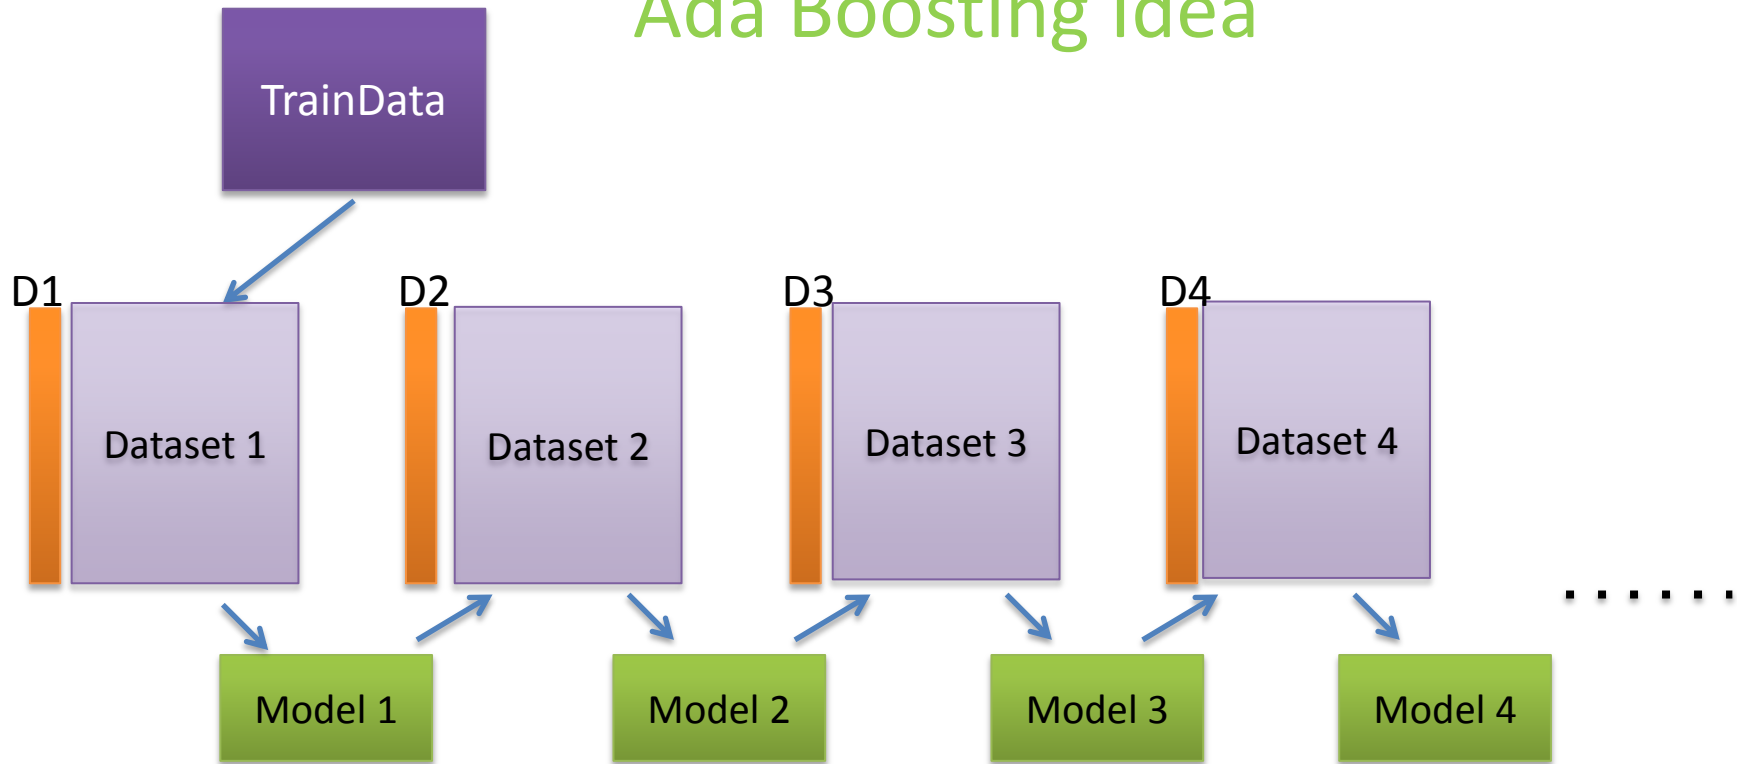 Ada Boosting Idea
TrainData
D1
D2
D3
D4
Dataset 1
Dataset 2
Dataset 3
Dataset 4
......
Model 1
Model 2
Model 3
Model 4